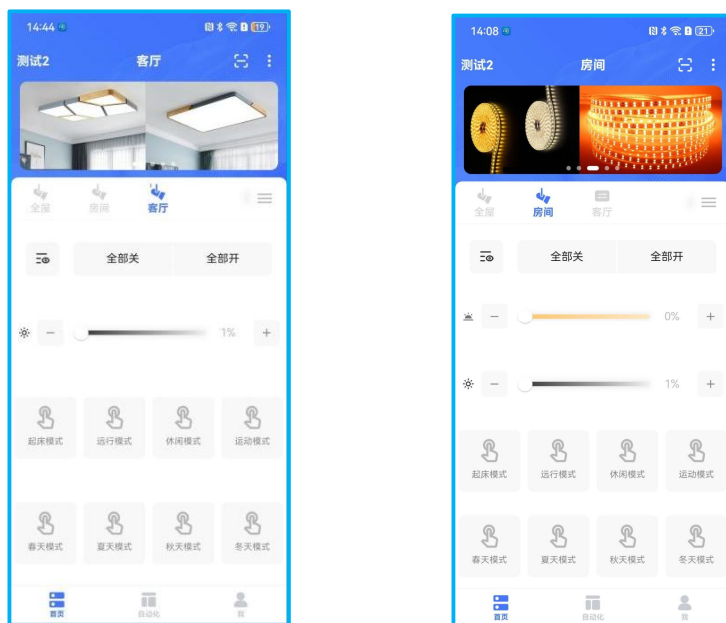 14:44
19
测试2
客厅
全屋
房间
客厅
全部关
全部开
1%
起床模式
远行模式
休闲模式
运动模式
春天模式
夏天模式
秋天模式
冬天模式
首页
自动化
我
14:08
21
测试2
房间
全屋
房间
客厅
全部关
全部开
0%
1%
起床模式
远行模式
休闲模式
运动模式
春天模式
夏天模式
秋天模式
冬天模式
首页
自动化
我